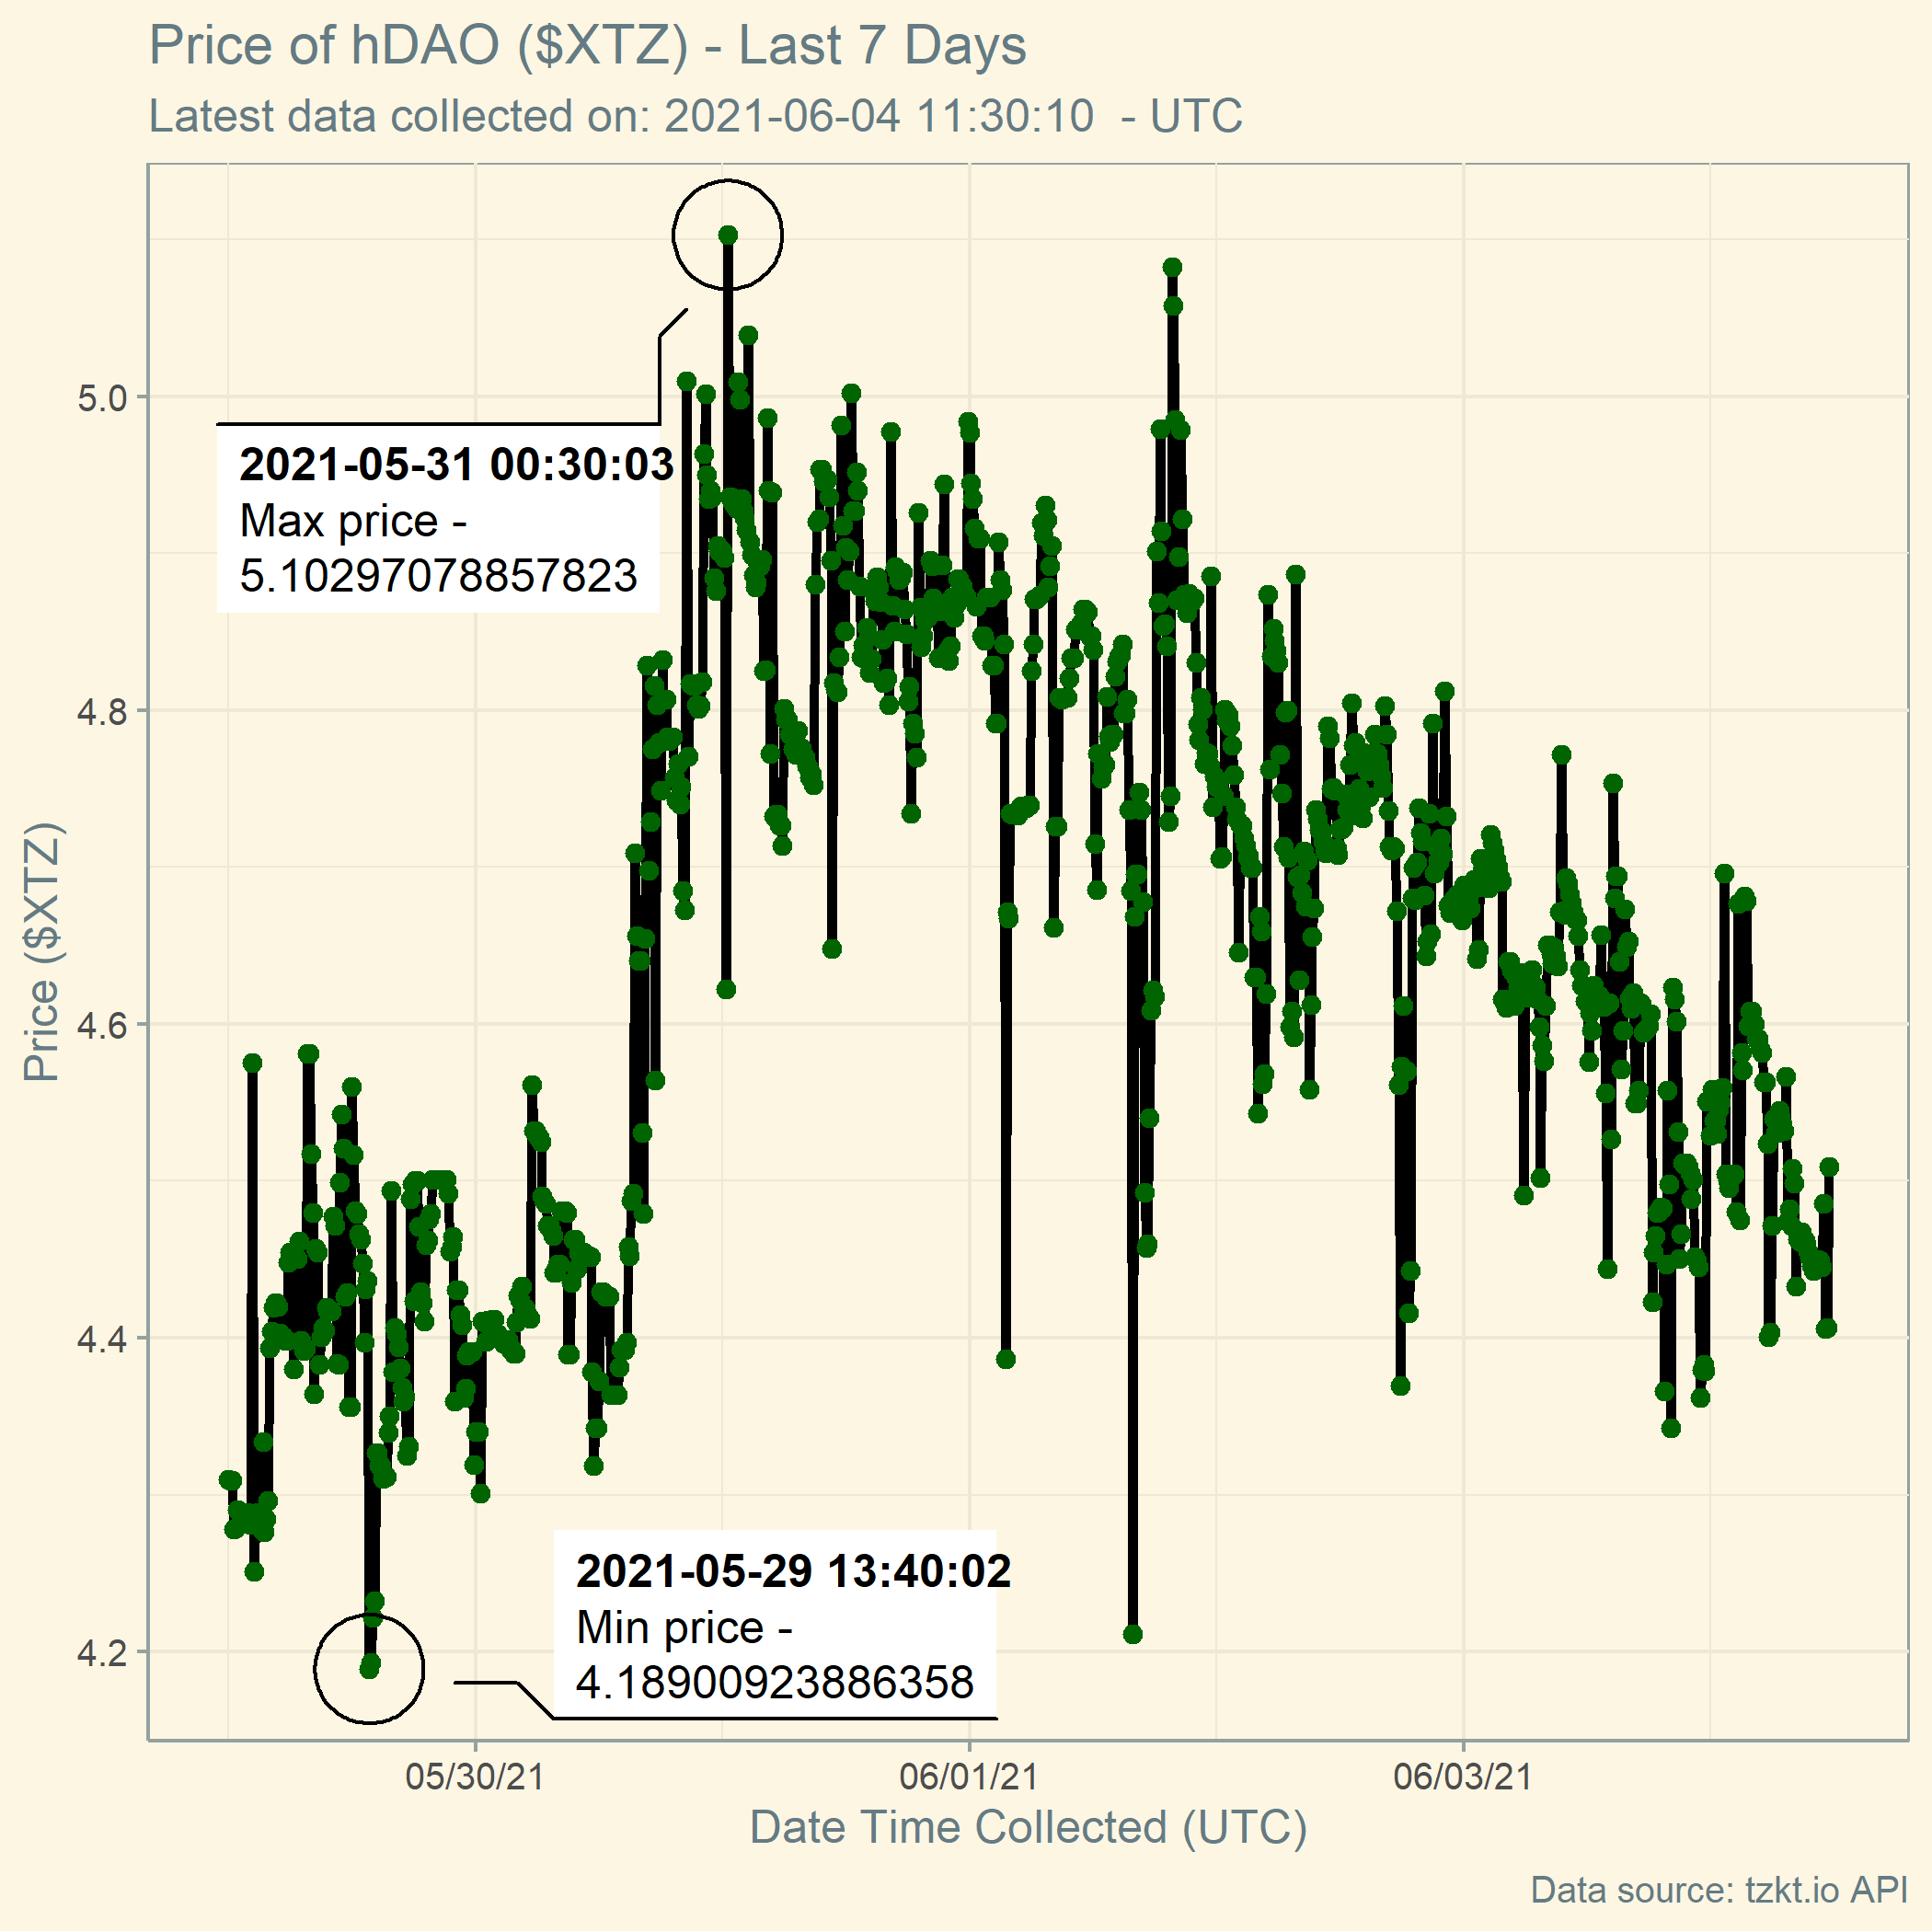 Price of hDAO ($XTZ) - Last 7 Days
Latest data collected on: 2021-06-04 11:30:10  - UTC
2021-05-31 00:30:03
Max price -
5.10297078857823
5.0
4.8
4.6
4.4
4.2
Price ($XTZ)
2021-05-29 13:40:02
Min price -
4.18900923886358
05/30/21
06/01/21
06/03/21
Date Time Collected (UTC)
Data source: tzkt.io API